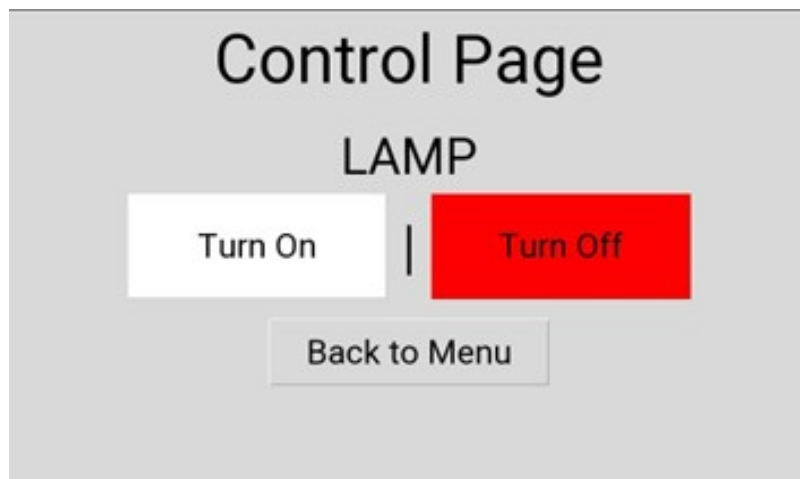 Control Page
LAMP
Turn On | Turn Off
Back to Menu